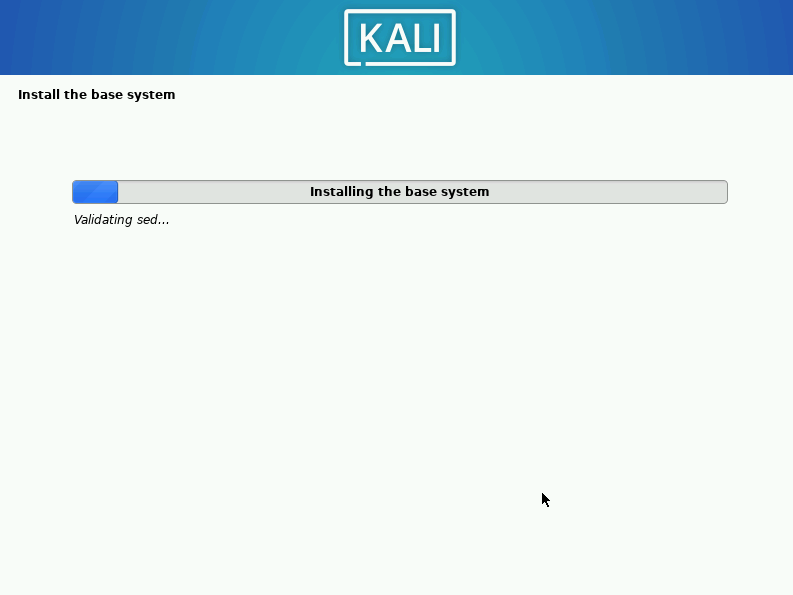 KALI
Install the base system
Installing the base system
Validating sed...